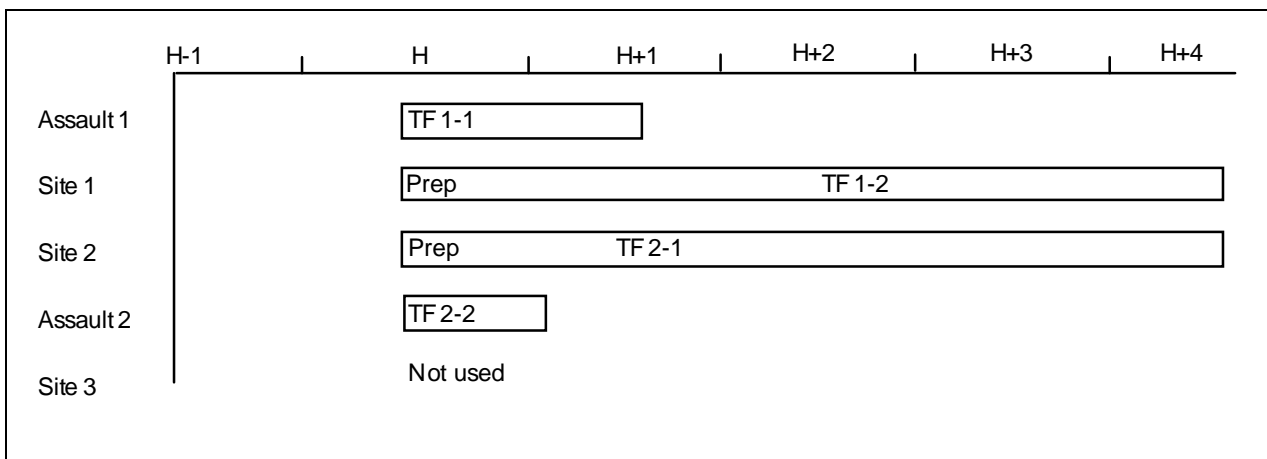 H-1 H H+1 H+2 H+3 H+4
Assault 1 TF 1-1
Site 1 Prep TF 1-2
Site 2 Prep TF 2-1
Assault 2 TF 2-2
Site 3 Not used